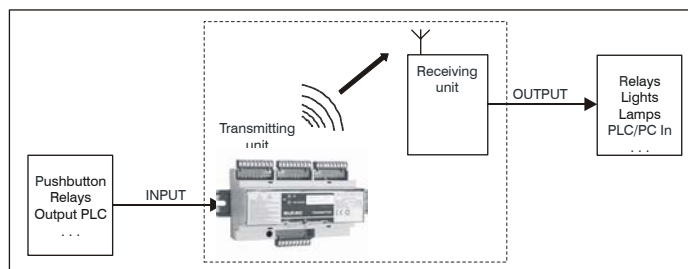 Receiving
unit
OUTPUT
Relays
Lights
Lamps
PLC/PC In
. . .
Transmitting
unit
Pushbutton
Relays
Output PLC
. . .
INPUT